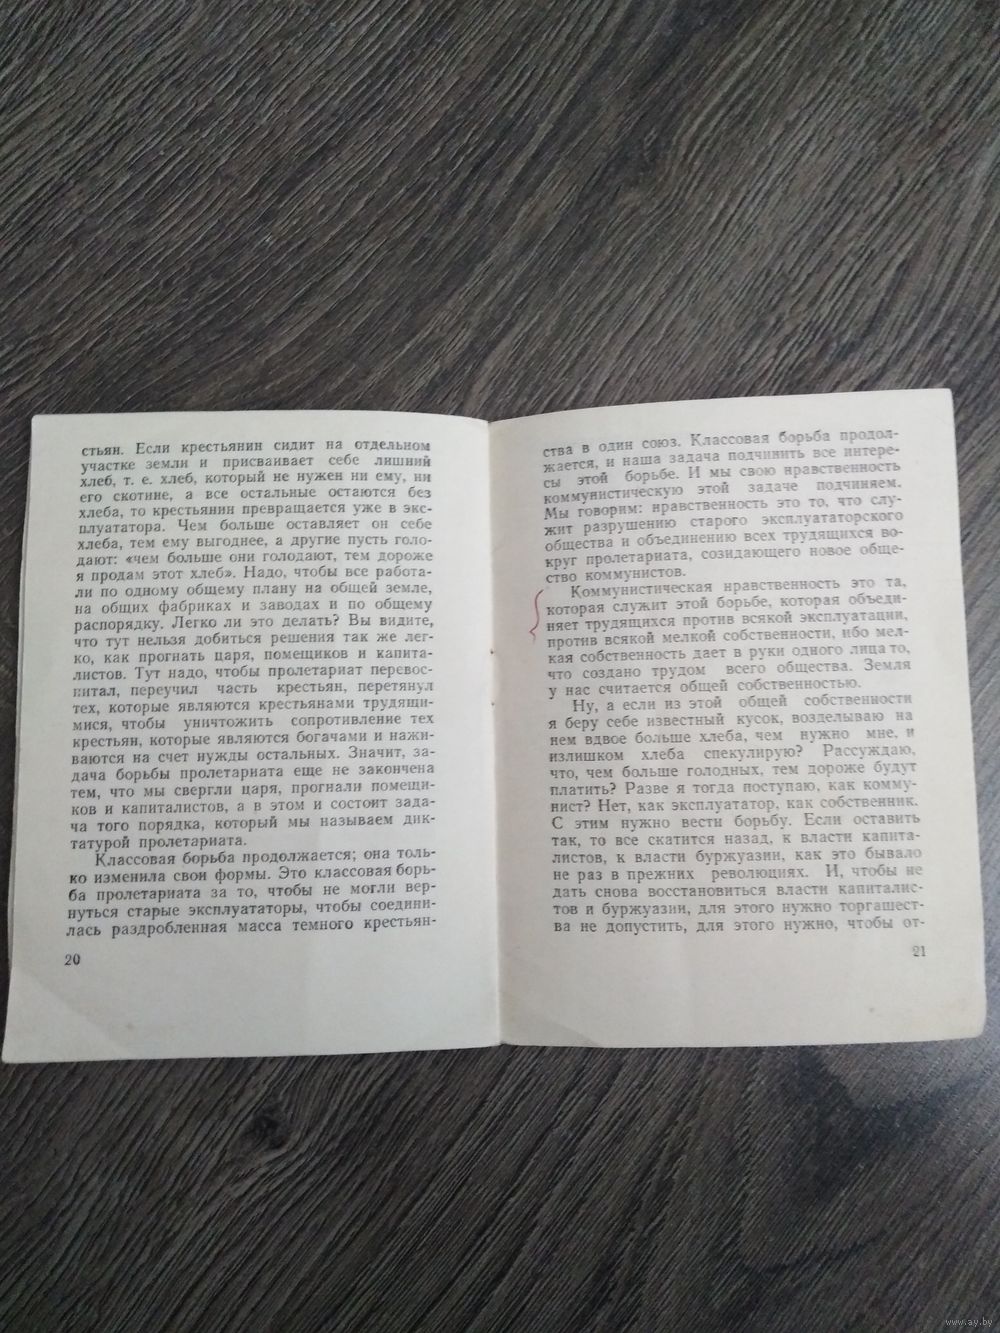 стьян. Если крестьянин сидит на отдельном
участке земли и присваивает себе лишний
хлеб, т. е. хлеб, который не нужен ни ему, ни
его скотине, а все остальные остаются без
хлеба, то крестьянин превращается уже в экс-
плуататора. Чем больше оставляет он себе
хлеба, тем ему выгоднее, а другие пусть голо-
дают: «чем больше они голодают, тем дороже
я продам этот хлеб». Надо, чтобы все работа-
ли по одному общему плану на общей земле,
на общих фабриках и заводах и по общему
распорядку. Легко ли это делать? Вы видите,
что тут нельзя добиться решения так же лег-
ко, как прогнать царя, помещиков и капита-
листов. Тут надо, чтобы пролетариат перевос-
питал, переучил часть крестьян, перетянул
тех, которые являются крестьянами трудящи-
мися, чтобы уничтожить сопротивление тех
крестьян, которые являются богачами и нажи-
ваются на счет нужды остальных. Значит, за-
дача борьбы пролетариата еще не закончена
тем, что мы свергли царя, прогнали помещи-
ков и капиталистов, а в этом и состоит зада-
ча того порядка, который мы называем дик-
татурой пролетариата.
Классовая борьба продолжается; она толь-
ко изменила свои формы. Это классовая борь-
ба пролетариата за то, чтобы не могли вер-
нуться старые эксплуататоры, чтобы соедини-
лась раздробленная масса темного крестьян-
20
ства в один союз. Классовая борьба продол-
жается, и наша задача подчинить все интере-
сы этой борьбе. И мы свою нравственность
коммунистическую этой задаче подчиняем.
Мы говорим: нравственность это то, что слу-
жит разрушению старого эксплуататорского
общества и объединению всех трудящихся во-
круг пролетариата, созидающего новое обще-
ство коммунистов.
Коммунистическая нравственность это та,
которая служит этой борьбе, которая объеди-
няет трудящихся против всякой эксплуатации,
против всякой мелкой собственности, ибо мел-
кая собственность дает в руки одного лица то,
что создано трудом всего общества. Земля
у нас считается общей собственностью.
Ну, а если из этой общей собственности
я беру себе известный кусок, возделываю на
нем вдвое больше хлеба, чем нужно мне, и
излишком хлеба спекулирую? Рассуждаю,
что, чем больше голодных, тем дороже будут
платить? Разве я тогда поступаю, как комму-
нист? Нет, как эксплуататор, как собственник.
С этим нужно вести борьбу. Если оставить
так, то все скатится назад, к власти капита-
листов, к власти буржуазии, как это бывало
не раз в прежних революциях. И, чтобы не
дать снова восстановиться власти капиталис-
тов и буржуазии, для этого нужно торгашест-
ва не допустить, для этого нужно, чтобы от-
21
www.ay.by